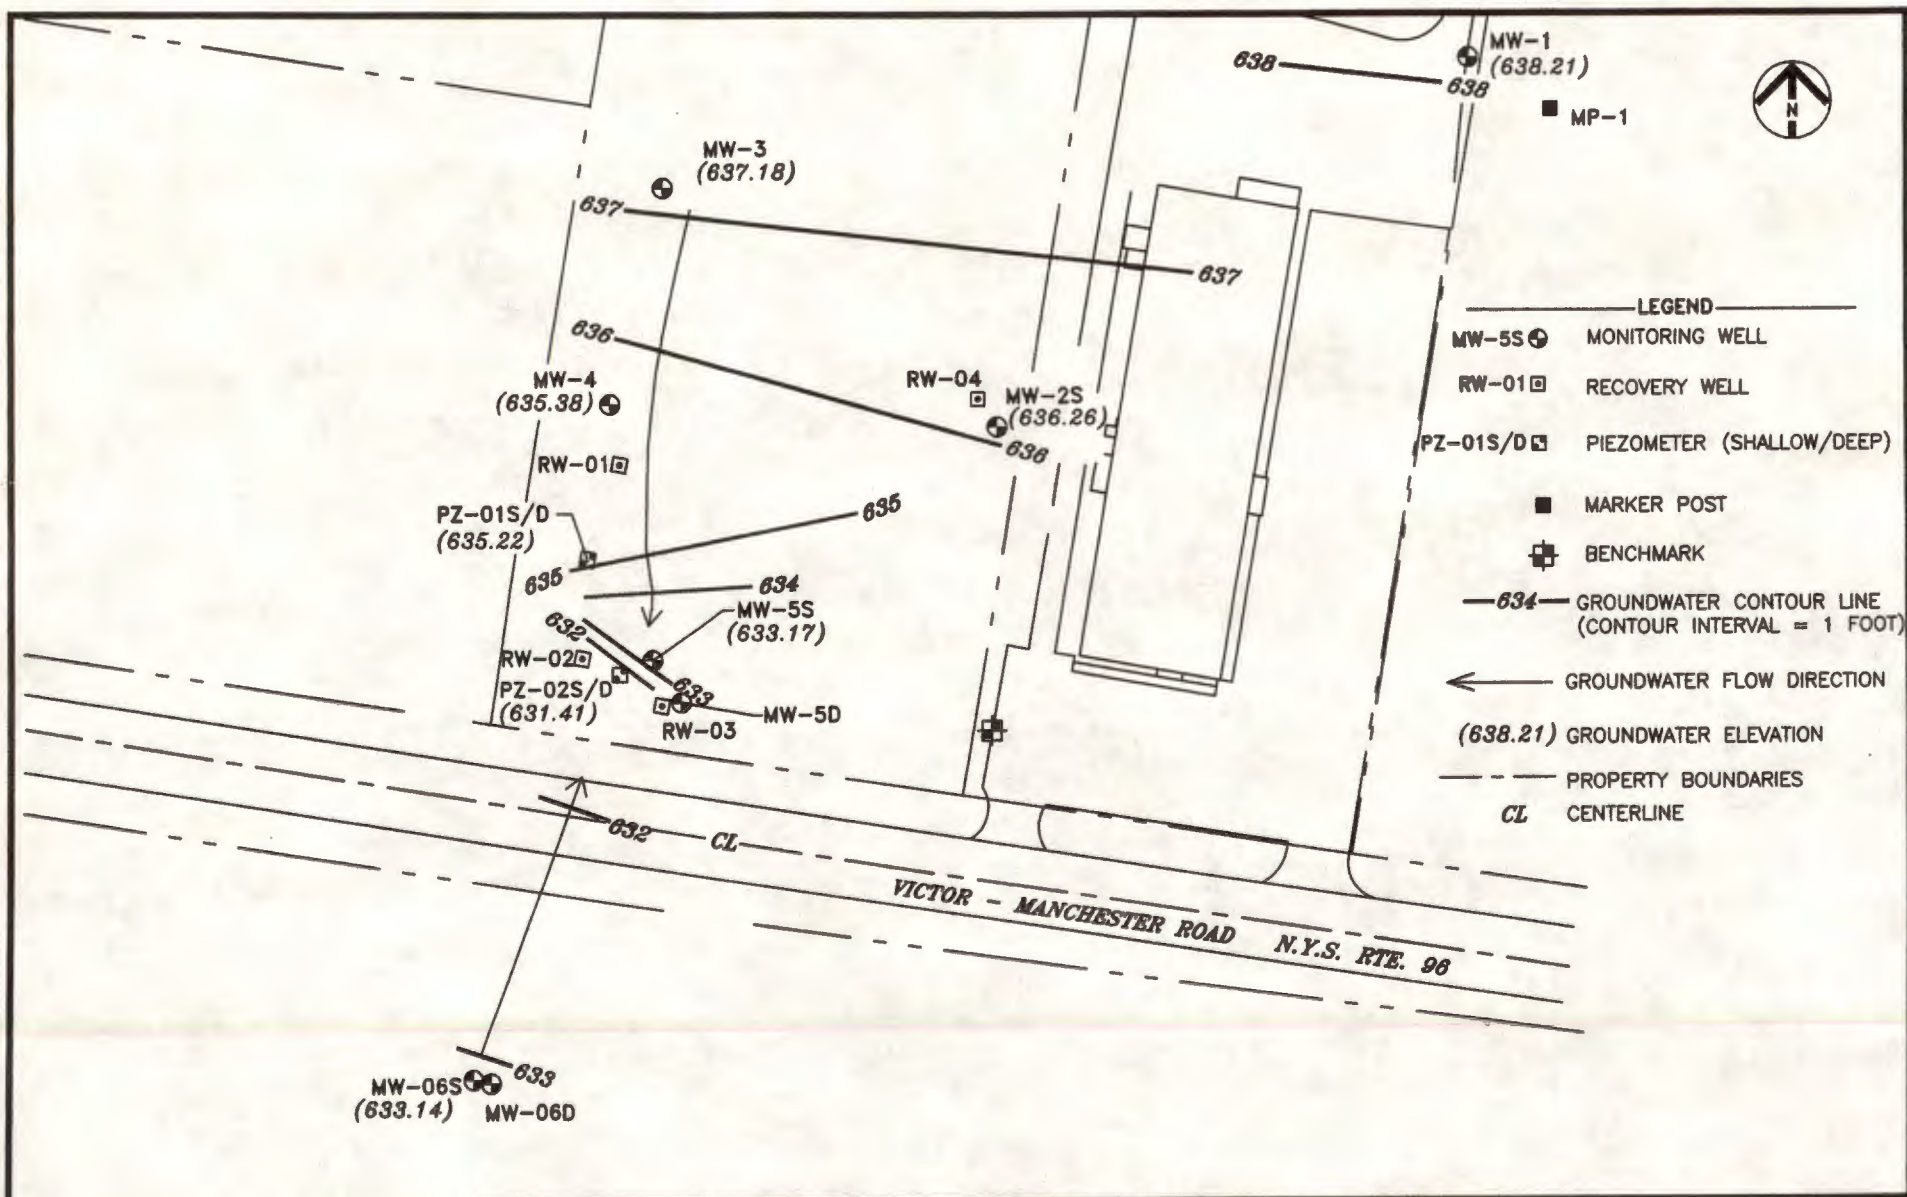 638
638
MW-1
(638.21)
MP-1
N
MW-3
(637.18)
637
637
636
MW-4
(635.38)
RW-04
MW-2S
(636.26)
636
RW-01
PZ-01S/D
(635.22)
635
635
634
MW-5S
(633.17)
632
RW-02
PZ-02S/D
(631.41)
633
MW-5D
RW-03
LEGEND
MW-5S MONITORING WELL
RW-01 RECOVERY WELL
PZ-01S/D PIEZOMETER (SHALLOW/DEEP)
MARKER POST
BENCHMARK
634 GROUNDWATER CONTOUR LINE
(CONTOUR INTERVAL = 1 FOOT)
GROUNDWATER FLOW DIRECTION
(638.21) GROUNDWATER ELEVATION
PROPERTY BOUNDARIES
CL CENTERLINE
632
CL
VICTOR - MANCHESTER ROAD N.Y.S. RTE. 96
633
MW-06S
(633.14)
MW-06D